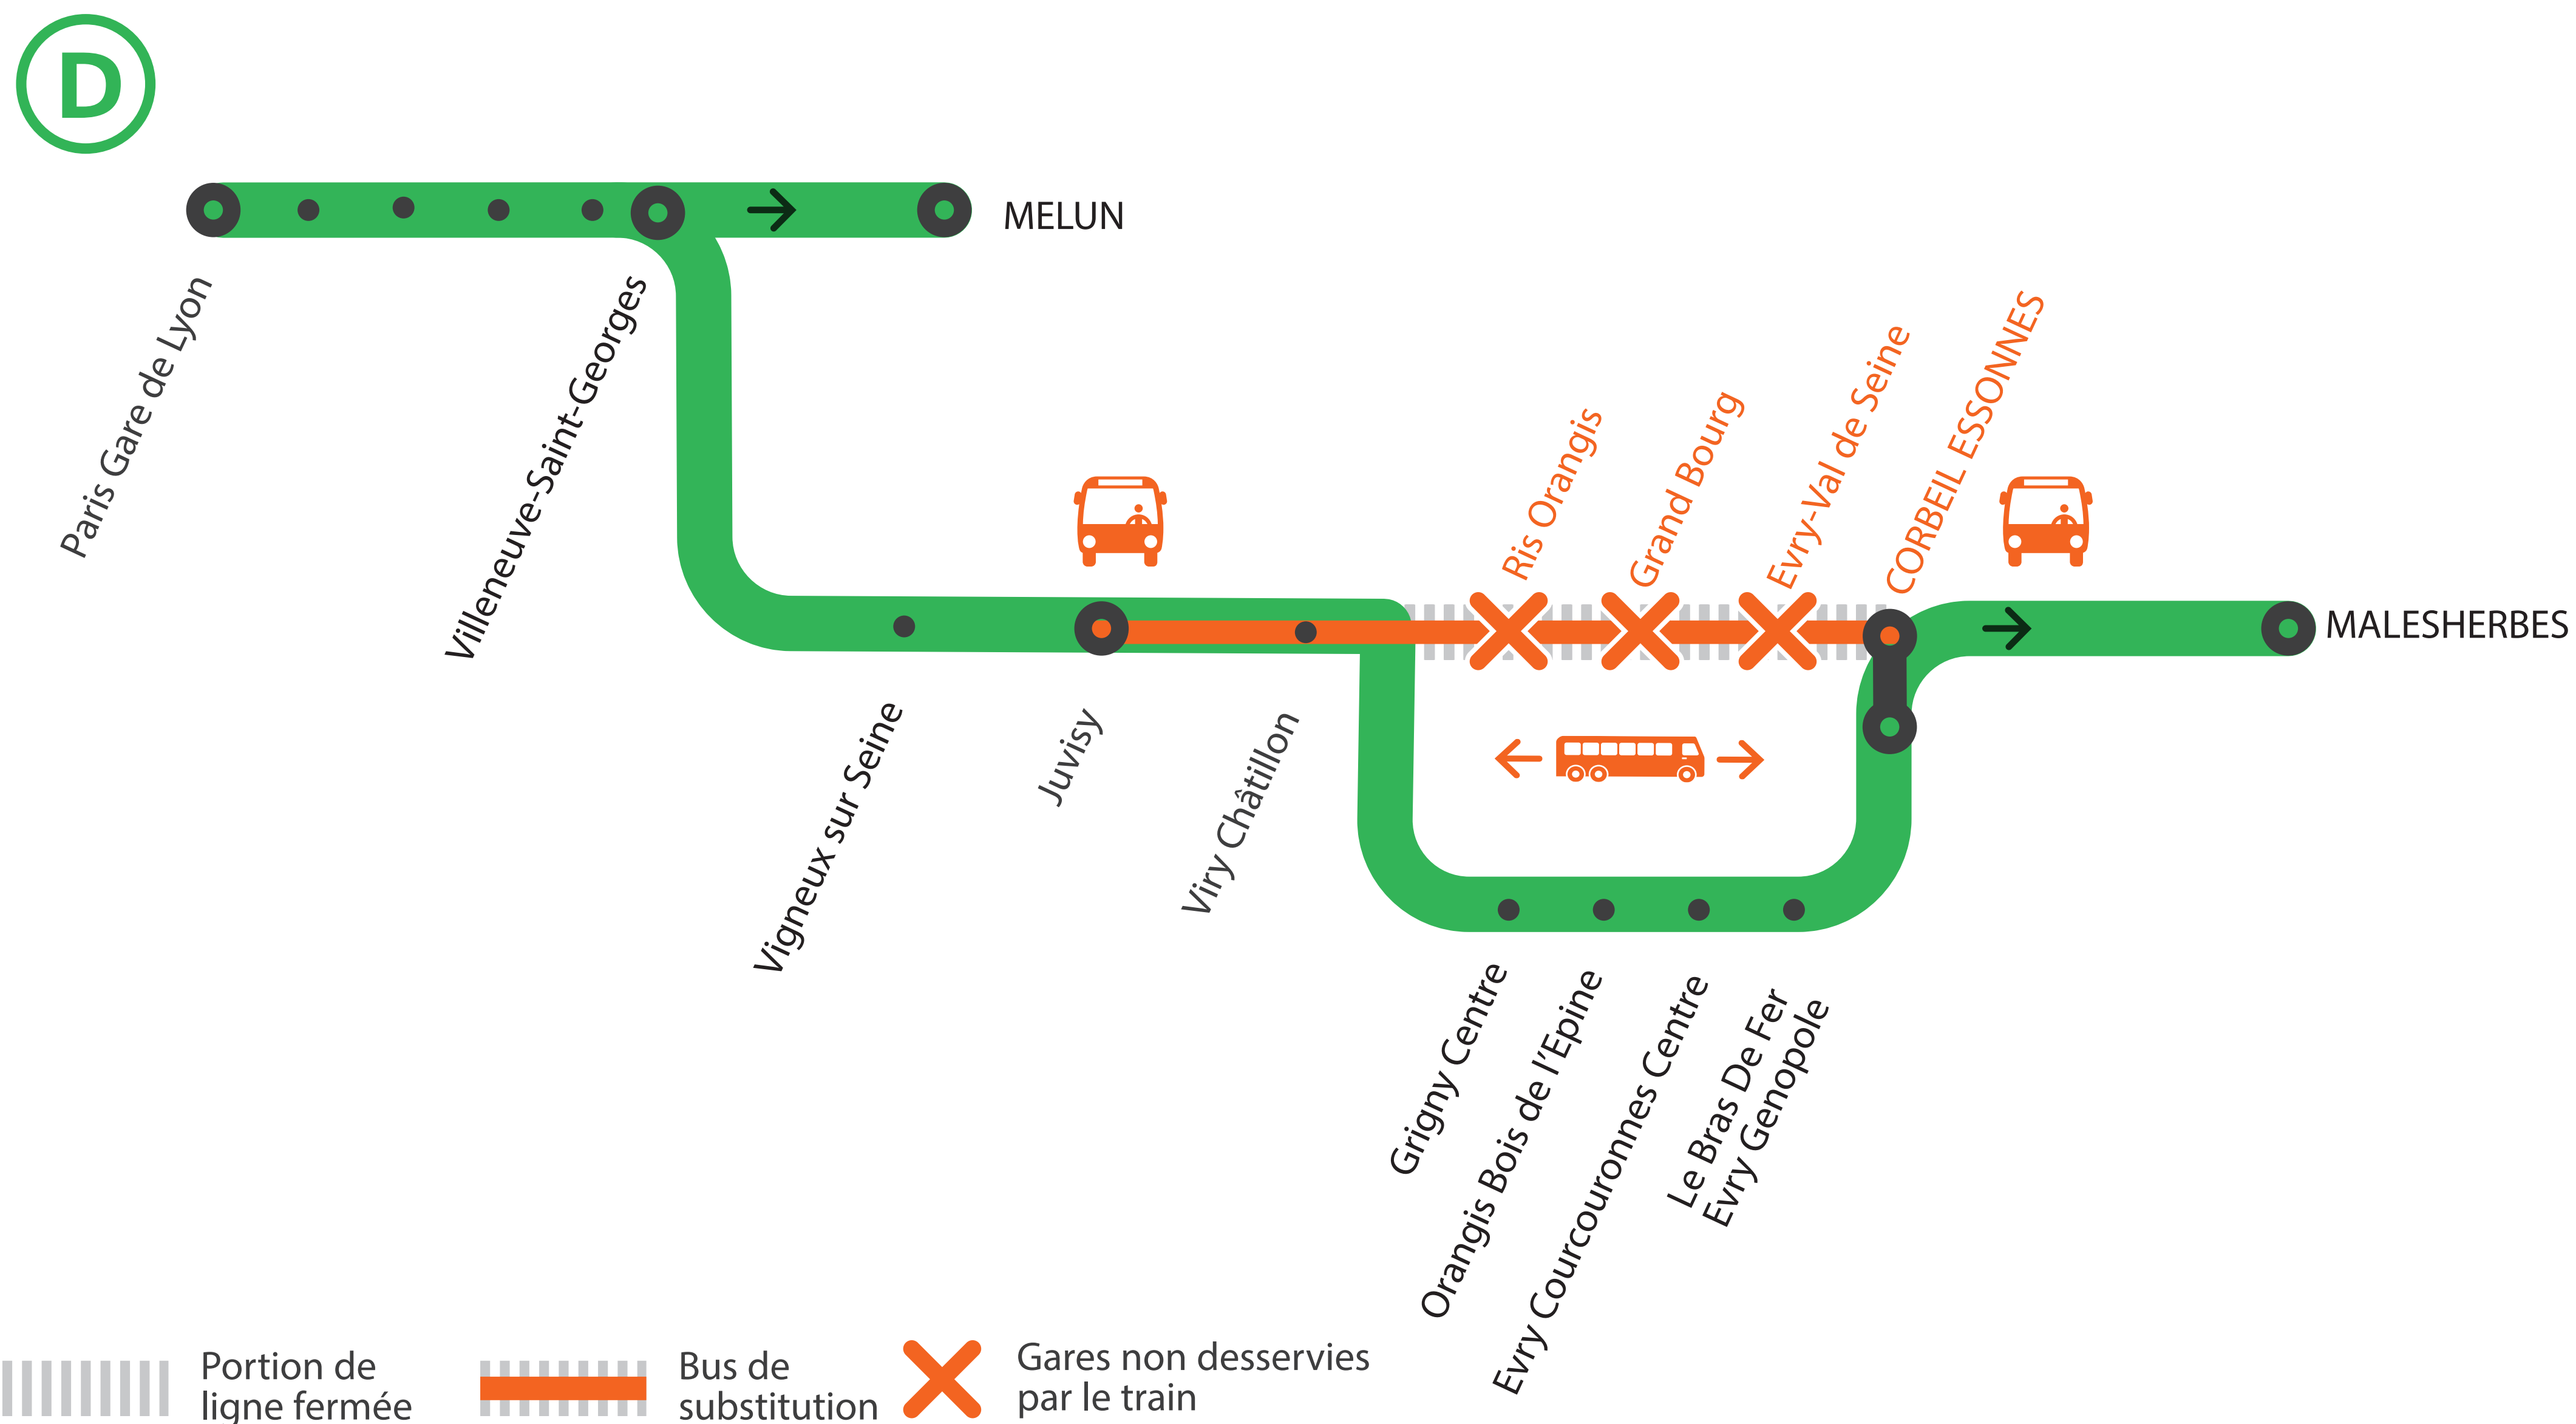 D
MELUN
Paris Gare de Lyon
Villeneuve-Saint-Georges
Ris Orangis
Grand Bourg
Evry-Val de Seine
CORBEIL ESSONNES
MALESHERBES
Vigneux sur Seine
Juvisy
Viry Châtillon
Grigny Centre
Orangis Bois de l'Epine
Evry Courcouronnes Centre
Le Bras De Fer
Evry Genopole
Portion de
ligne fermée
Bus de
substitution
Gares non desservies
par le train